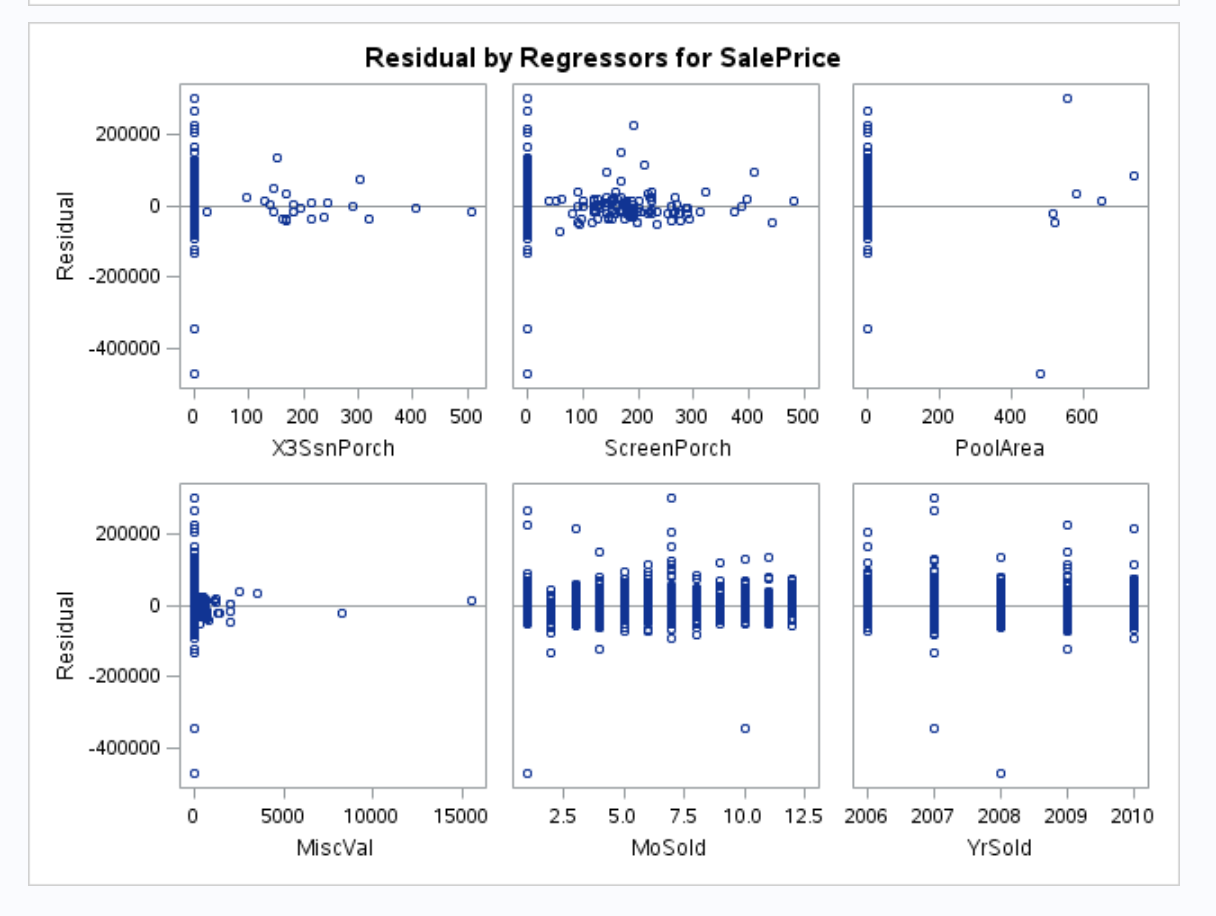 Residual by Regressors for SalePrice
Residual
200000
0
-200000
-400000
0 100 200 300 400 500
X3SsnPorch
0 100 200 300 400 500
ScreenPorch
0 200 400 600
PoolArea
Residual
200000
0
-200000
-400000
0 5000 10000 15000
MiscVal
2.5 5.0 7.5 10.0 12.5
MoSold
2006 2007 2008 2009 2010
YrSold